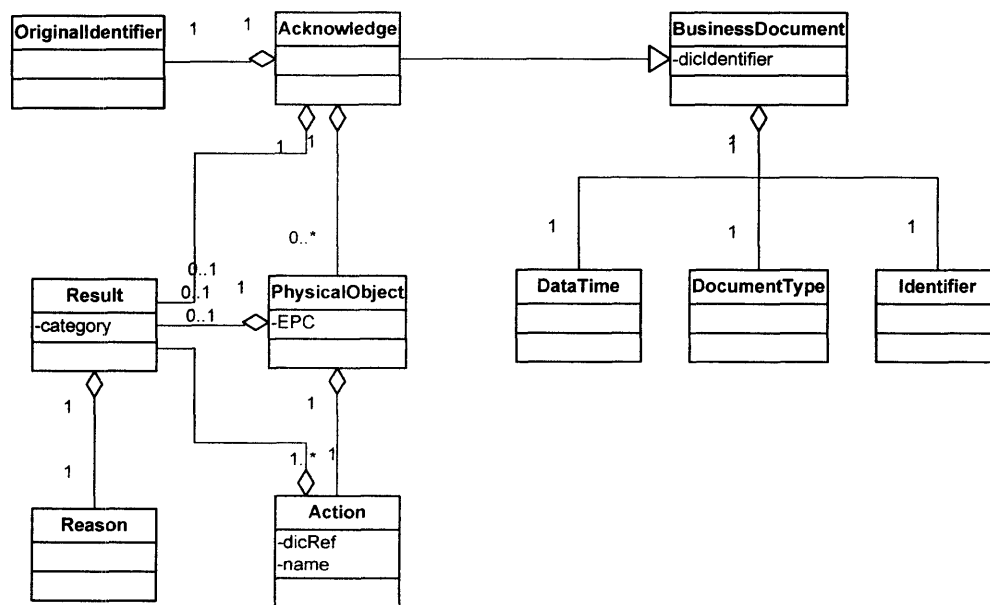 OriginalIdentifier
1
1
Acknowledge
BusinessDocument
-dicIdentifier
1
1
1
1
0..*
1
1
1
0..1
0..1
0..1
1
Result
-category
PhysicalObject
-EPC
DataTime
DocumentType
Identifier
1
1
1
1..*
1
Reason
Action
-dicRef
-name